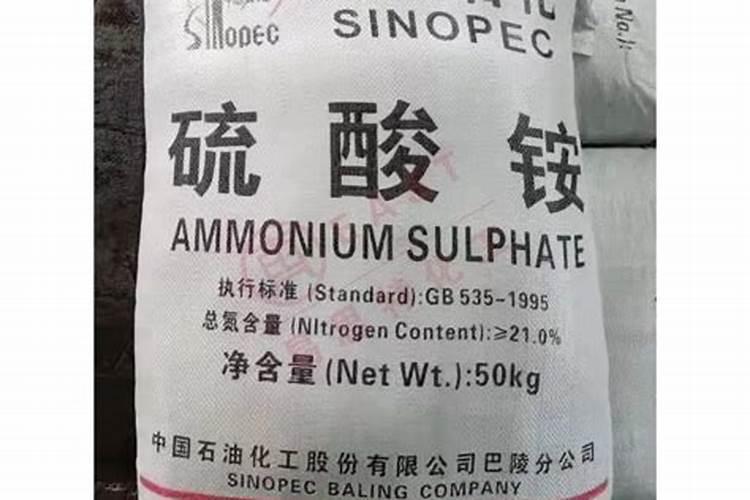 SINOPEC
SINOPEC
硫酸铵
AMMONIUM SULPHATE
执行标准 (Standard):GB 535-1995
总氮含量 (NItrogen Content):≥21.0%
净含量 (Net Wt.):50kg
中国石油化工股份有限公司巴陵分公司
SINOPEC BALING COMPANY
No.):